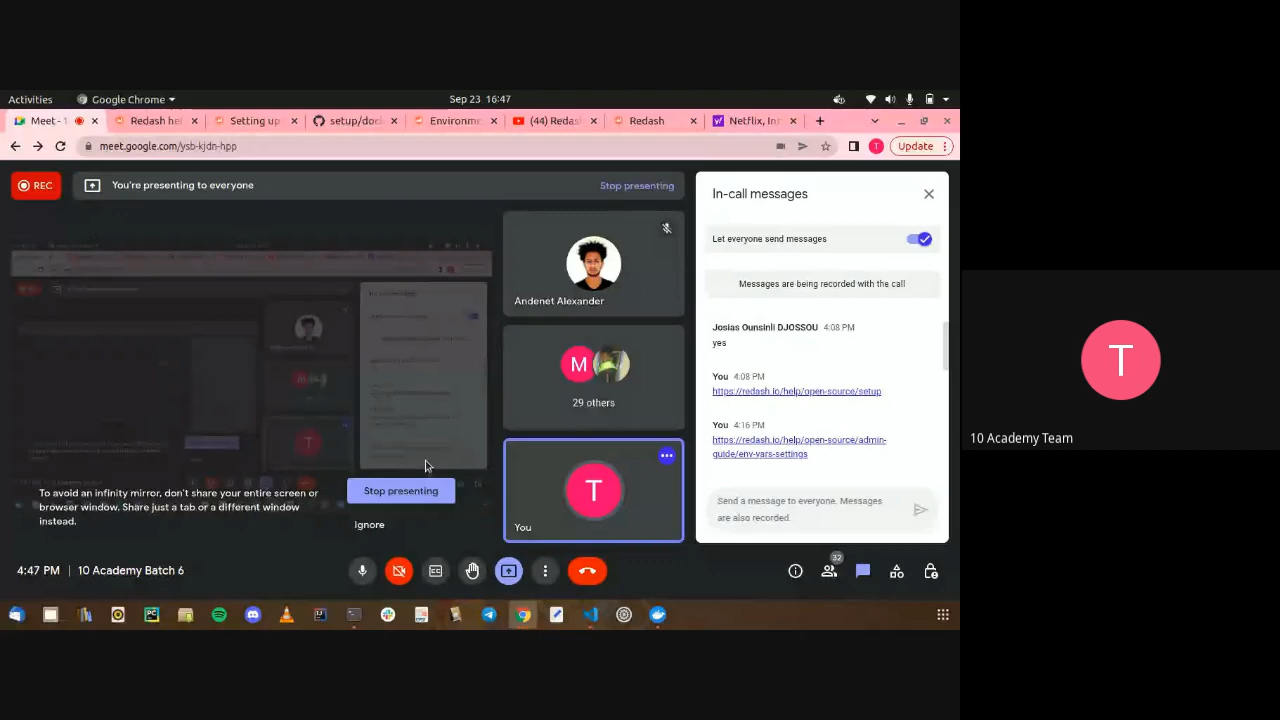 Activities
Google Chrome
Sep 23 16:47
Meet - 1
Redash he
Setting up
setup/doc
Environme
(44) Redas
Redash
Netflix, In
meet.google.com/ysb-kjdn-hpp
Update
REC
You're presenting to everyone
Stop presenting
In-call messages
Let everyone send messages
Messages are being recorded with the call
Andenet Alexander
Josias Ounsinli DJOSSOU 4:08 PM
yes
M
29 others
You 4:08 PM
https://redash.io/help/open-source/setup
You 4:16 PM
https://redash.io/help/open-source/admin-
guide/env-vars-settings
T
You
To avoid an infinity mirror, don't share your entire screen or
browser window. Share just a tab or a different window
instead.
Stop presenting
Ignore
Send a message to everyone. Messages
are also recorded.
4:47 PM | 10 Academy Batch 6
32
T
10 Academy Team